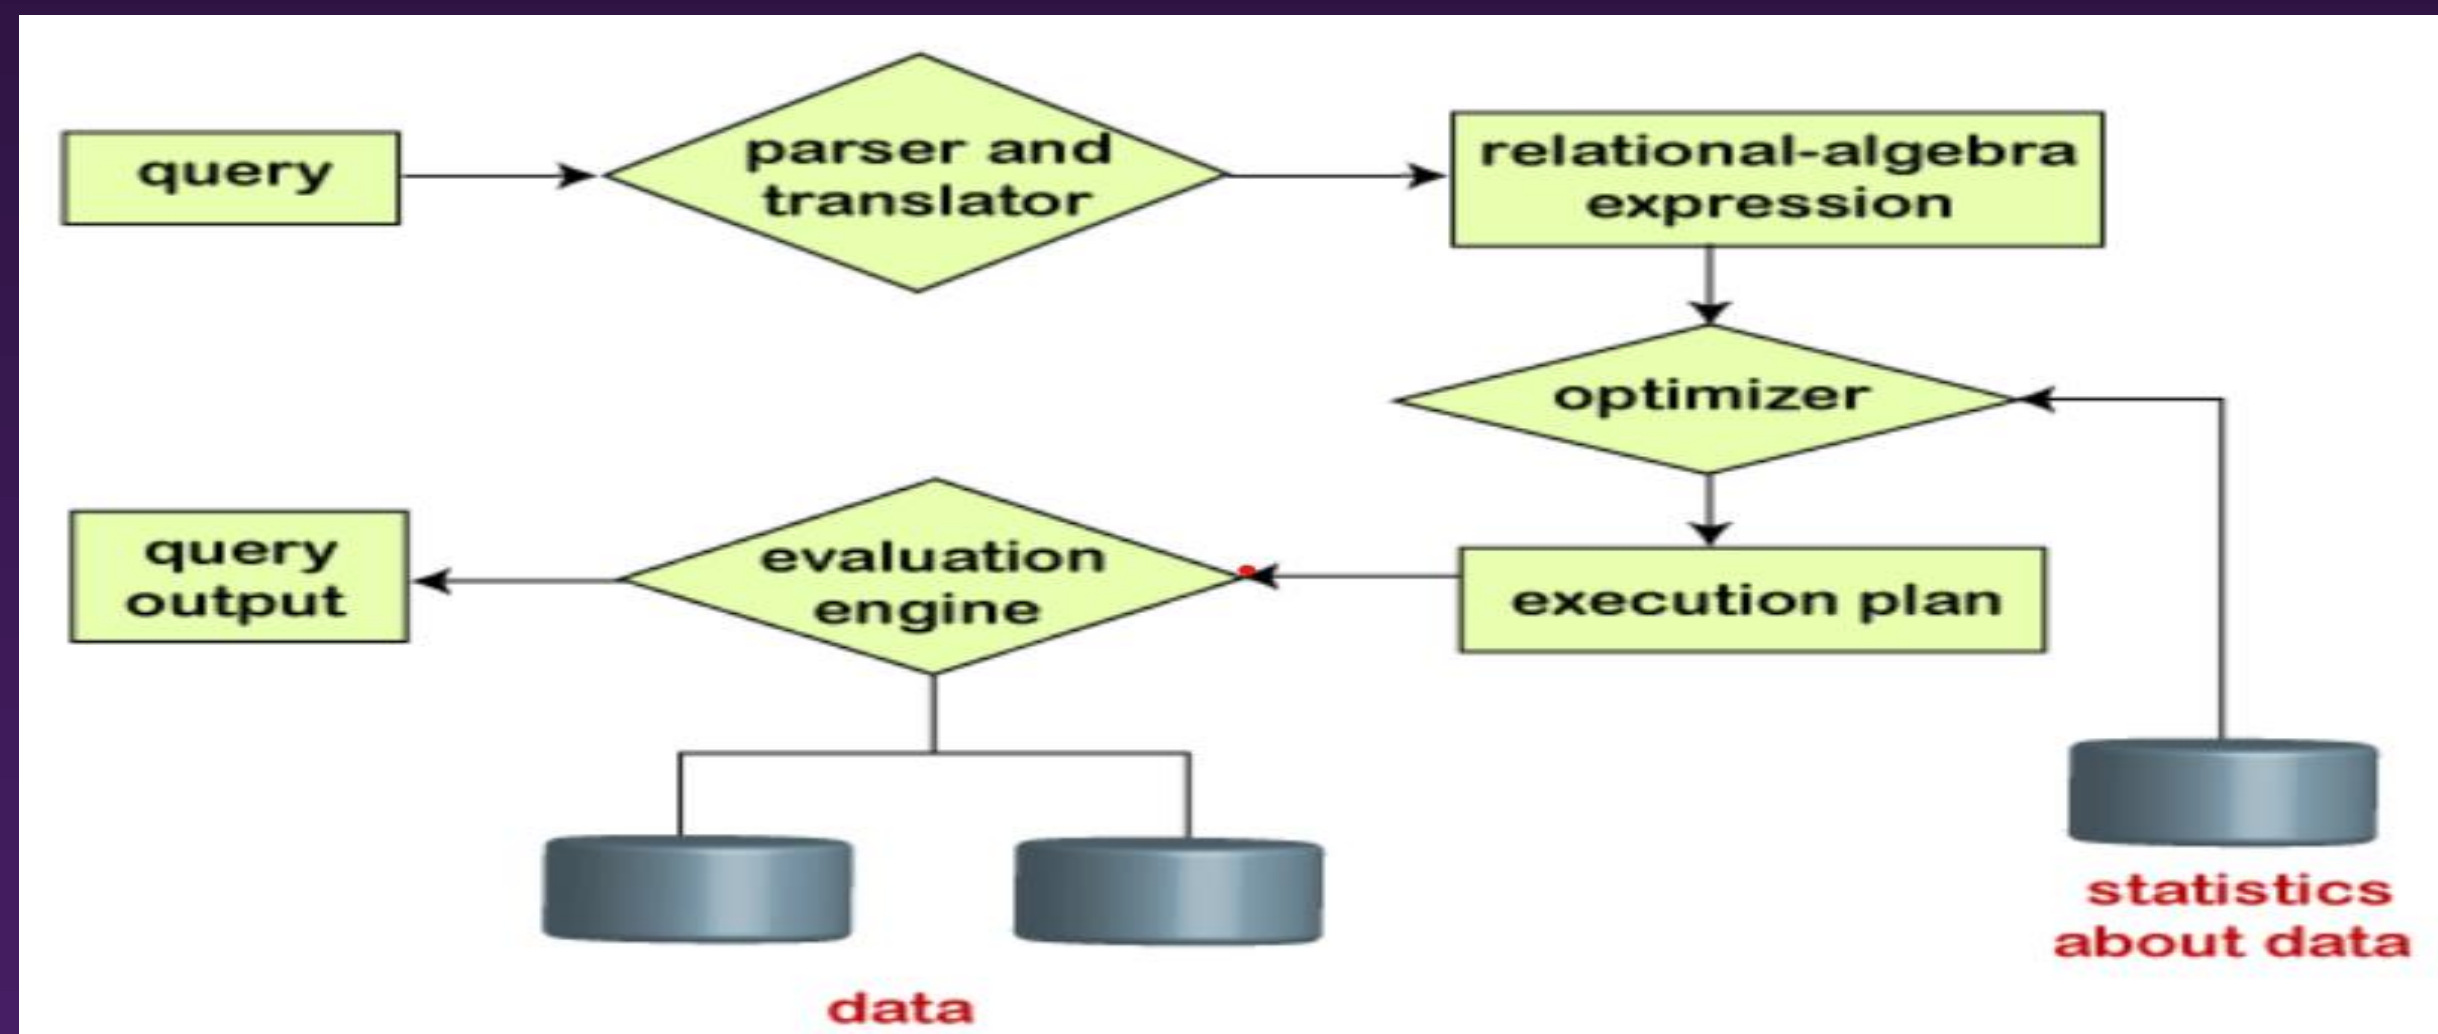 query
parser and
translator
relational-algebra
expression
optimizer
query
output
evaluation
engine
execution plan
statistics
about data
data